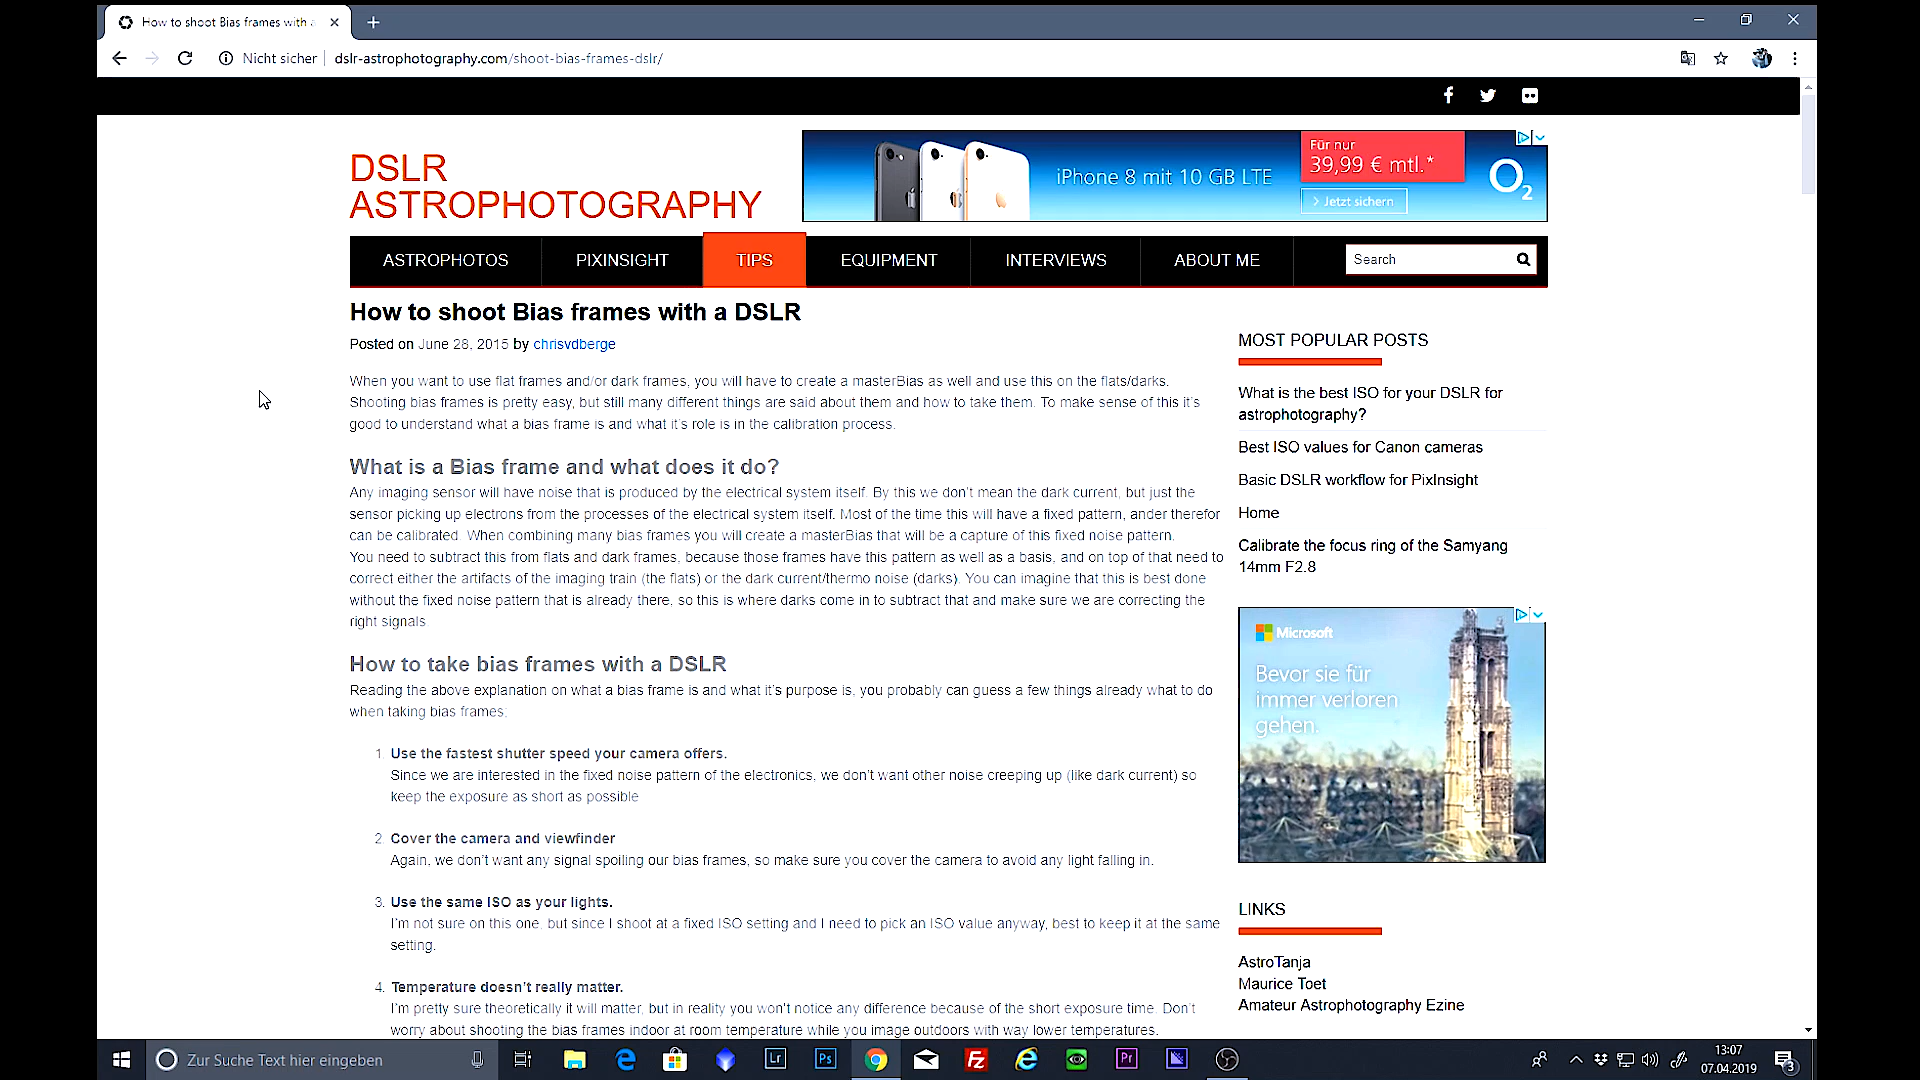 How to shoot Bias frames with a
Nicht sicher
dslr-astrophotography.com/shoot-bias-frames-dslr/
DSLR
ASTROPHOTOGRAPHY
iPhone 8 mit 10 GB LTE
Für nur
39,99 € mtl.*
> Jetzt sichern
O2
ASTROPHOTOS
PIXINSIGHT
TIPS
EQUIPMENT
INTERVIEWS
ABOUT ME
Search
How to shoot Bias frames with a DSLR
Posted on June 28, 2015 by chrisvdberge
When you want to use flat frames and/or dark frames, you will have to create a masterBias as well and use this on the flats/darks.
Shooting bias frames is pretty easy, but still many different things are said about them and how to take them. To make sense of this it's
good to understand what a bias frame is and what it's role is in the calibration process.
What is a Bias frame and what does it do?
Any imaging sensor will have noise that is produced by the electrical system itself. By this we don't mean the dark current, but just the
sensor picking up electrons from the processes of the electrical system itself. Most of the time this will have a fixed pattern, ander therefor
can be calibrated. When combining many bias frames you will create a masterBias that will be a capture of this fixed noise pattern.
You need to subtract this from flats and dark frames, because those frames have this pattern as well as a basis, and on top of that need to
correct either the artifacts of the imaging train (the flats) or the dark current/thermo noise (darks). You can imagine that this is best done
without the fixed noise pattern that is already there, so this is where darks come in to subtract that and make sure we are correcting the
right signals.
How to take bias frames with a DSLR
Reading the above explanation on what a bias frame is and what it's purpose is, you probably can guess a few things already what to do
when taking bias frames;
1. Use the fastest shutter speed your camera offers.
Since we are interested in the fixed noise pattern of the electronics, we don't want other noise creeping up (like dark current) so
keep the exposure as short as possible
2. Cover the camera and viewfinder
Again, we don't want any signal spoiling our bias frames, so make sure you cover the camera to avoid any light falling in.
3. Use the same ISO as your lights.
I'm not sure on this one, but since I shoot at a fixed ISO setting and I need to pick an ISO value anyway, best to keep it at the same
setting.
4. Temperature doesn't really matter.
I'm pretty sure theoretically it will matter, but in reality you won't notice any difference because of the short exposure time. Don't
worry about shooting the bias frames indoor at room temperature while you image outdoors with way lower temperatures.
MOST POPULAR POSTS
What is the best ISO for your DSLR for
astrophotography?
Best ISO values for Canon cameras
Basic DSLR workflow for PixInsight
Home
Calibrate the focus ring of the Samyang
14mm F2.8
Microsoft
Bevor sie für
immer verloren
gehen.
LINKS
AstroTanja
Maurice Toet
Amateur Astrophotography Ezine
Zur Suche Text hier eingeben
Lr
Ps
Fz
Pr
13:07
07.04.2019
3